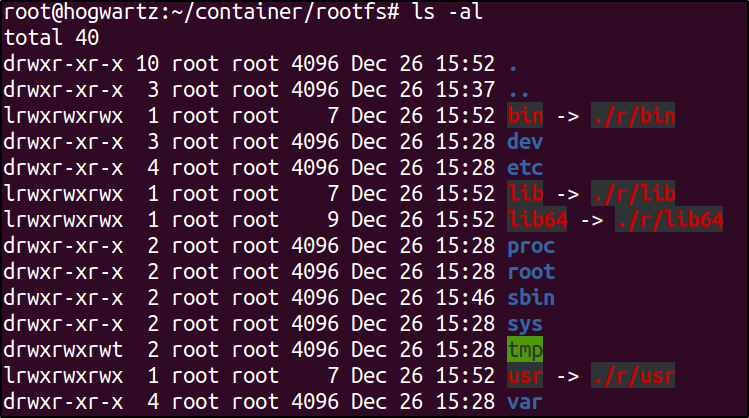 root@hogwartz:~/container/rootfs# ls -al
total 40
drwxr-xr-x 10 root root 4096 Dec 26 15:52 .
drwxr-xr-x  3 root root 4096 Dec 26 15:37 ..
lrwxrwxrwx  1 root root    7 Dec 26 15:52 bin -> ./r/bin
drwxr-xr-x  3 root root 4096 Dec 26 15:28 dev
drwxr-xr-x  4 root root 4096 Dec 26 15:28 etc
lrwxrwxrwx  1 root root    7 Dec 26 15:52 lib -> ./r/lib
lrwxrwxrwx  1 root root    9 Dec 26 15:52 lib64 -> ./r/lib64
drwxr-xr-x  2 root root 4096 Dec 26 15:28 proc
drwxr-xr-x  2 root root 4096 Dec 26 15:28 root
drwxr-xr-x  2 root root 4096 Dec 26 15:46 sbin
drwxr-xr-x  2 root root 4096 Dec 26 15:28 sys
drwxrwxrwt  2 root root 4096 Dec 26 15:28 tmp
lrwxrwxrwx  1 root root    7 Dec 26 15:52 usr -> ./r/usr
drwxr-xr-x  4 root root 4096 Dec 26 15:28 var